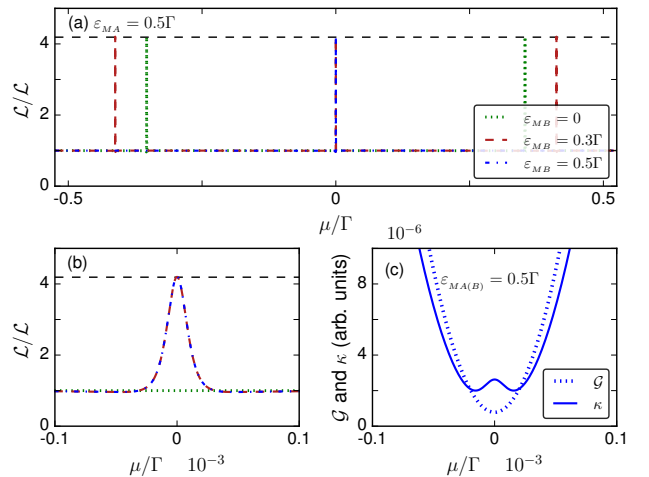 (a) ε_MA = 0.5Γ
4
2
0
ℒ/ℒ
-0.5
0
0.5
μ/Γ
ε_MB = 0
ε_MB = 0.3Γ
ε_MB = 0.5Γ
(b)
4
2
0
ℒ/ℒ
-0.1
0
0.1
μ/Γ 10⁻³
10⁻⁶
(c)
ε_MA(B) = 0.5Γ
8
4
0
𝒢 and κ (arb. units)
-0.1
0
0.1
μ/Γ 10⁻³
𝒢
κ